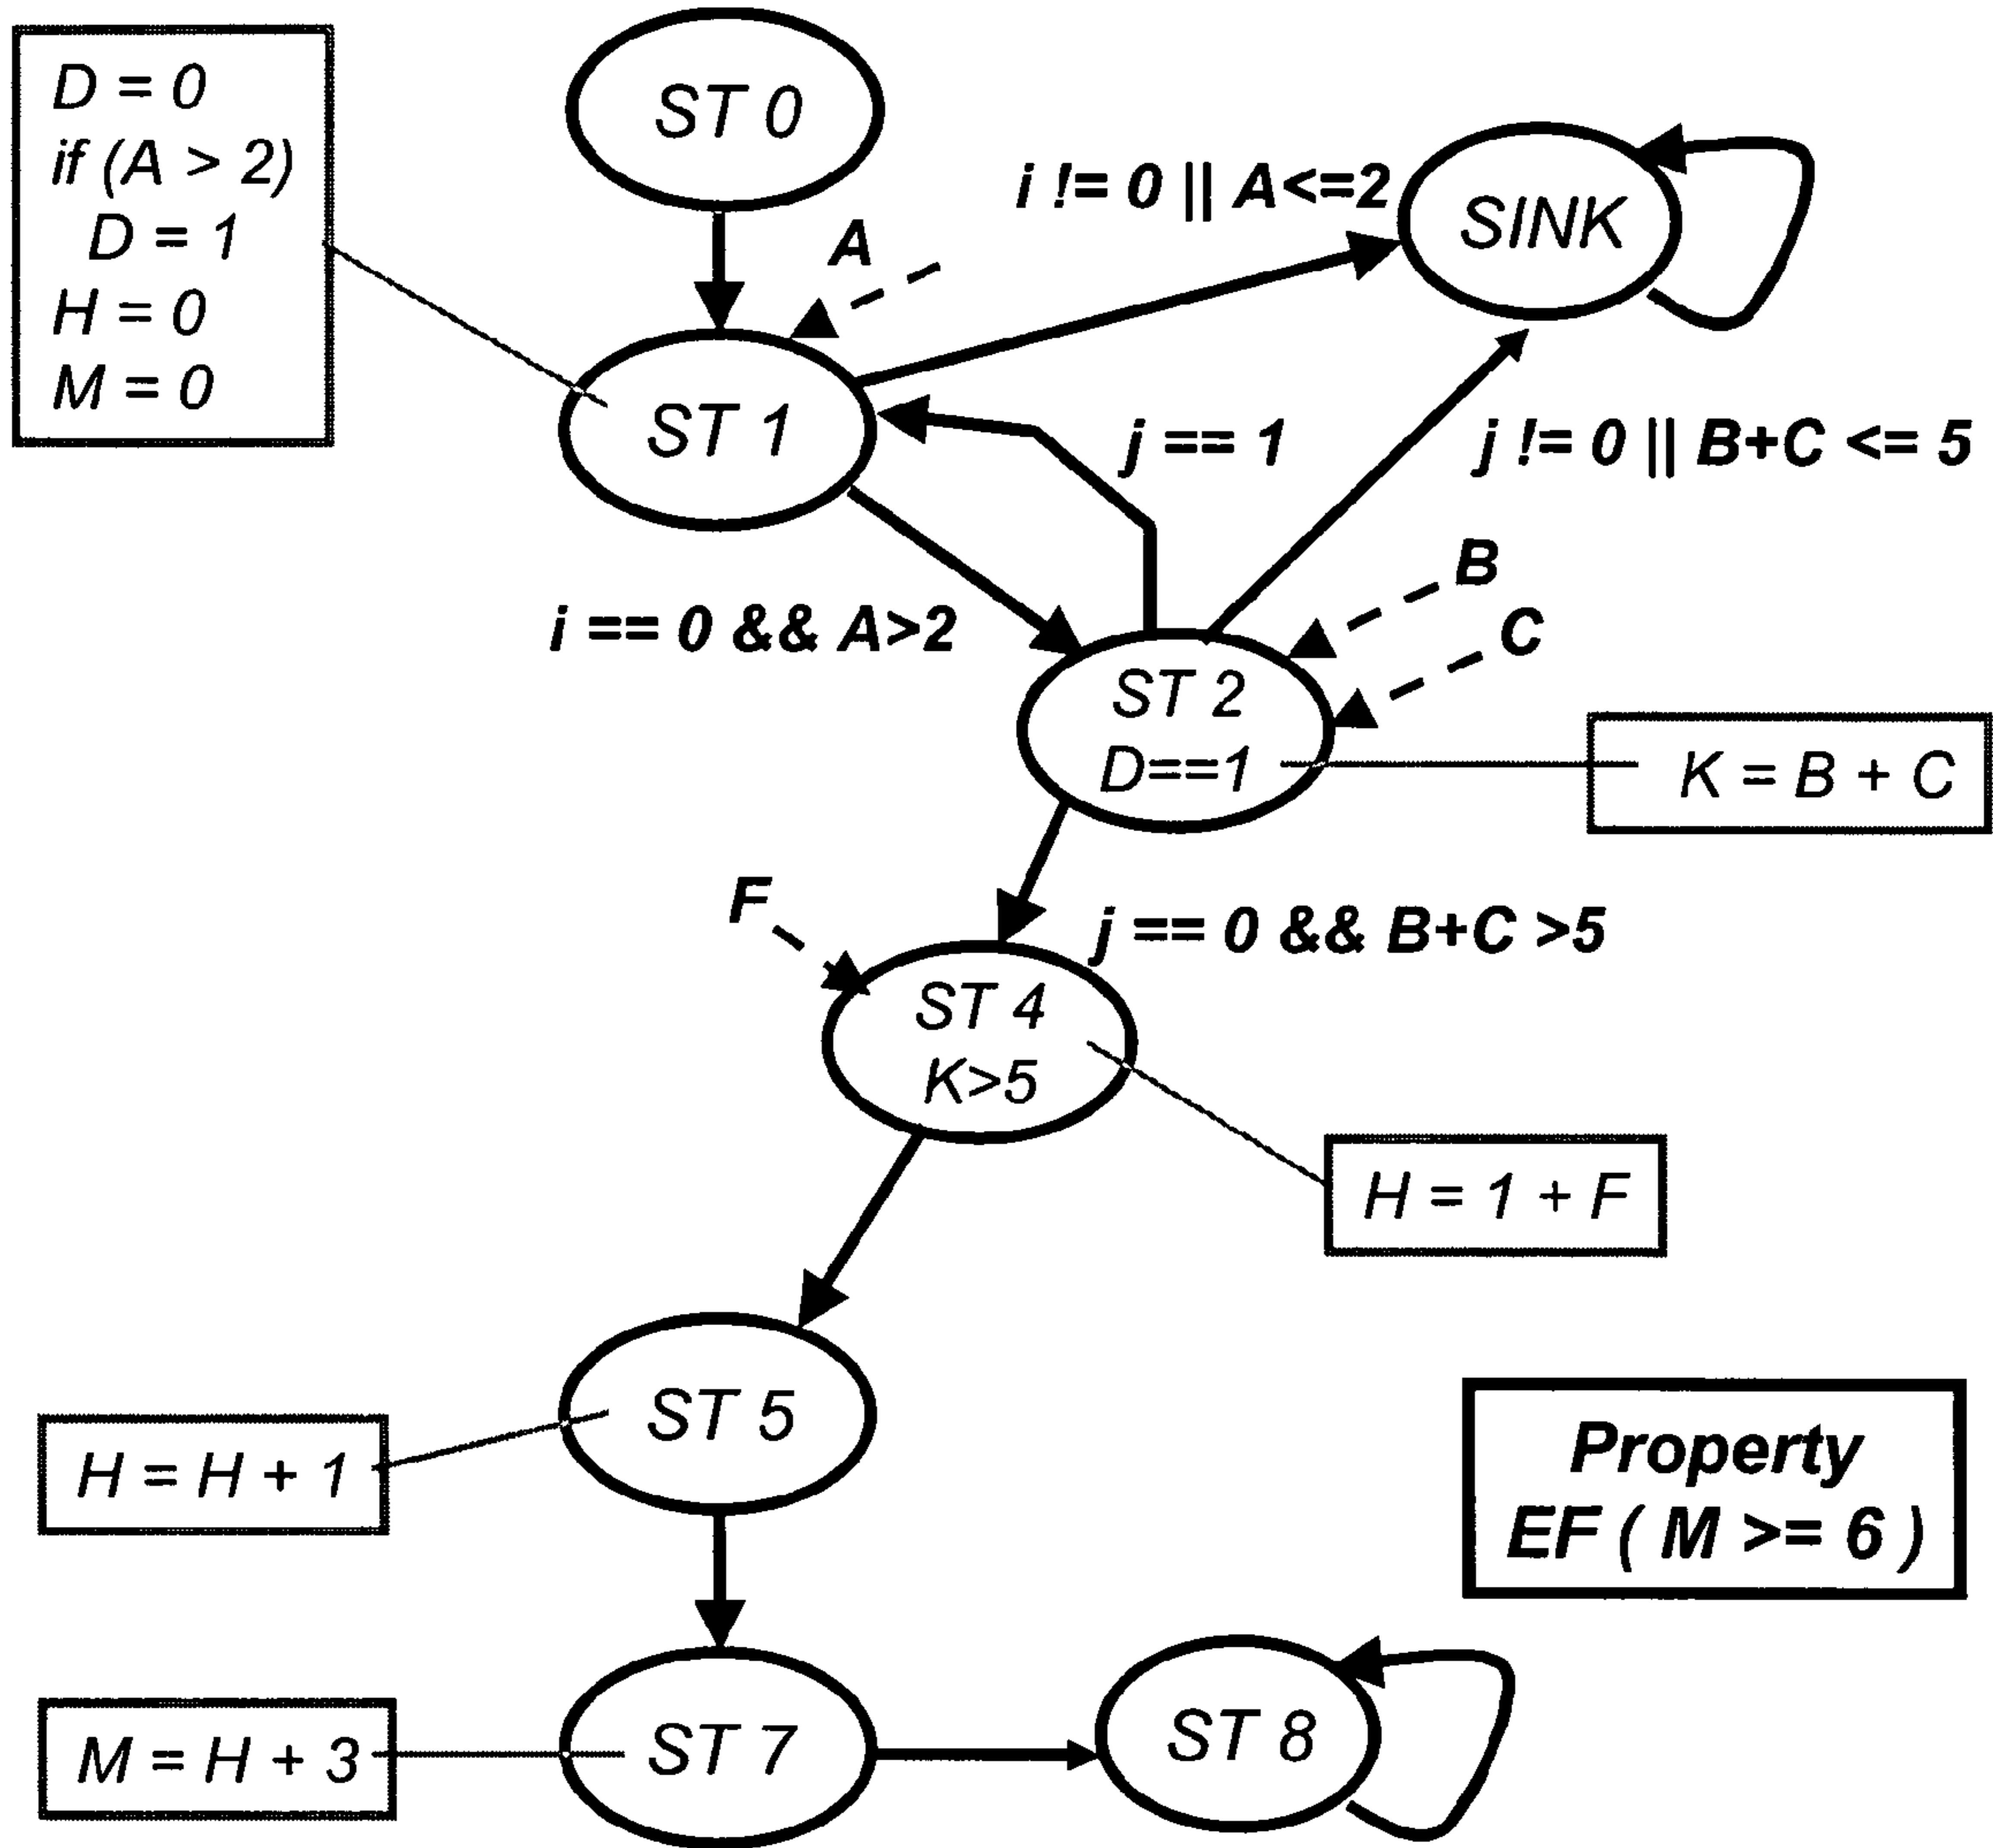 D = 0
if (A > 2)
D = 1
H = 0
M = 0
ST 0
i != 0 || A<=2
SINK
A
ST 1
j == 1
j != 0 || B+C <= 5
i == 0 && A>2
B
C
ST 2
D==1
K = B + C
F
j == 0 && B+C >5
ST 4
K>5
H = 1 + F
ST 5
H = H + 1
Property
EF ( M >= 6 )
M = H + 3
ST 7
ST 8